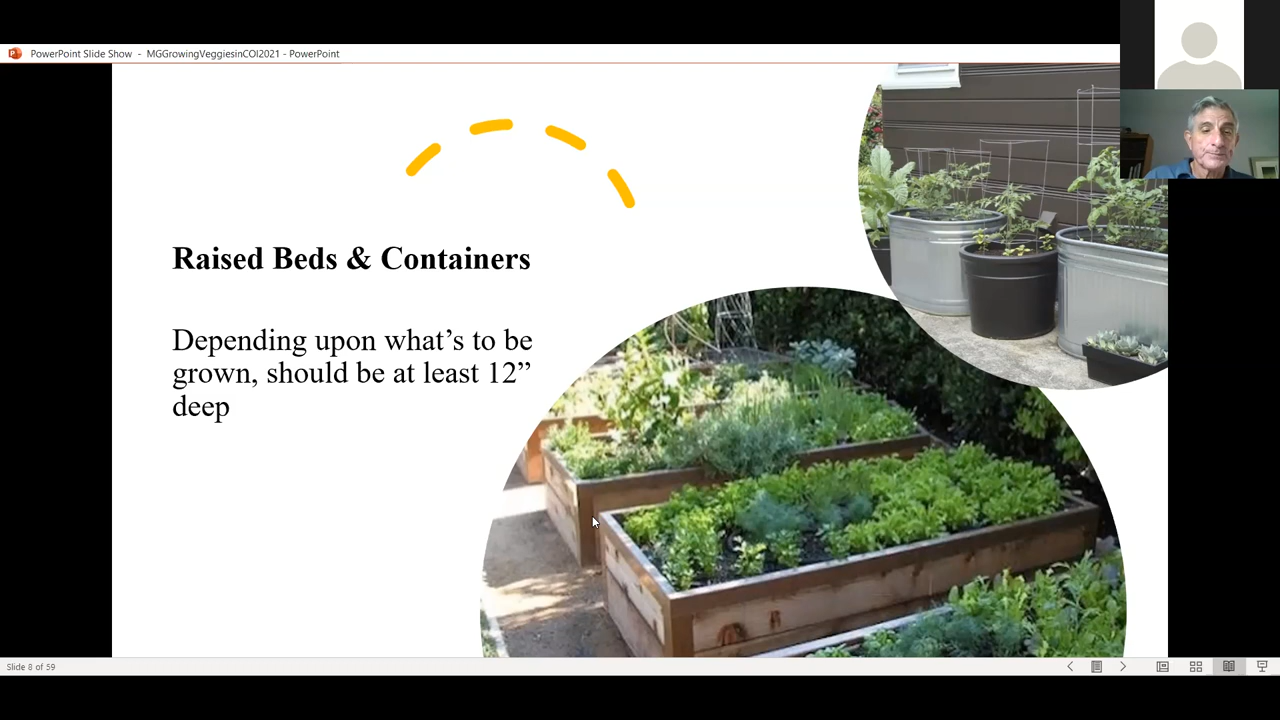 PowerPoint Slide Show - MGGrowingVeggiesinCOI2021 - PowerPoint
Raised Beds & Containers
Depending upon what’s to be
grown, should be at least 12”
deep
Slide 8 of 59